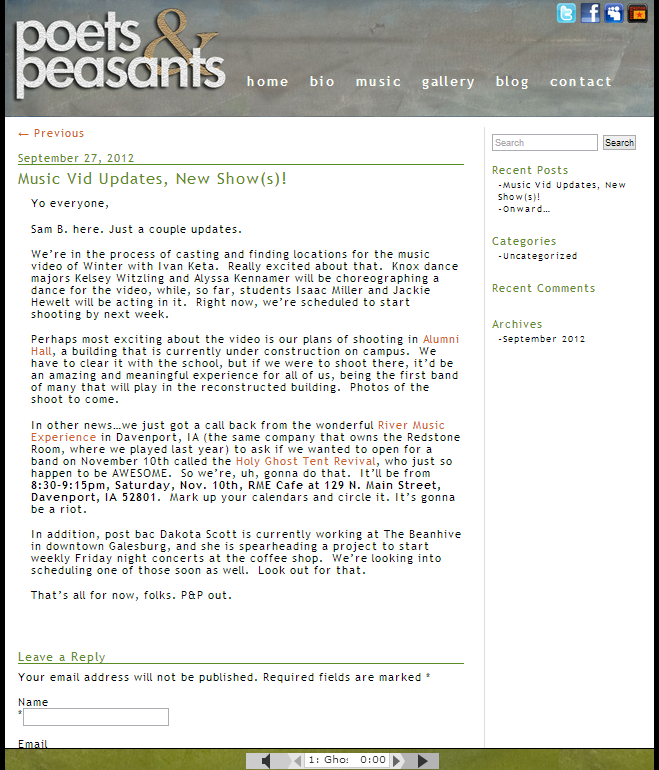 poets &
peasants
home bio music gallery blog contact
← Previous
September 27, 2012
Music Vid Updates, New Show(s)!
Yo everyone,
Sam B. here. Just a couple updates.
We're in the process of casting and finding locations for the music
video of Winter with Ivan Keta.  Really excited about that.  Knox dance
majors Kelsey Witzling and Alyssa Kennamer will be choreographing a
dance for the video, while, so far, students Isaac Miller and Jackie
Hewelt will be acting in it.  Right now, we're scheduled to start
shooting by next week.
Perhaps most exciting about the video is our plans of shooting in Alumni
Hall, a building that is currently under construction on campus.  We
have to clear it with the school, but if we were to shoot there, it'd be
an amazing and meaningful experience for all of us, being the first band
of many that will play in the reconstructed building.  Photos of the
shoot to come.
In other news…we just got a call back from the wonderful River Music
Experience in Davenport, IA (the same company that owns the Redstone
Room, where we played last year) to ask if we wanted to open for a
band on November 10th called the Holy Ghost Tent Revival, who just so
happen to be AWESOME.  So we're, uh, gonna do that.  It'll be from
8:30-9:15pm, Saturday, Nov. 10th, RME Cafe at 129 N. Main Street,
Davenport, IA 52801.  Mark up your calendars and circle it. It's gonna
be a riot.
In addition, post bac Dakota Scott is currently working at The Beanhive
in downtown Galesburg, and she is spearheading a project to start
weekly Friday night concerts at the coffee shop.  We're looking into
scheduling one of those soon as well.  Look out for that.
That's all for now, folks. P&P out.
Leave a Reply
Your email address will not be published. Required fields are marked *
Name
*
Email
Search Search
Recent Posts
-Music Vid Updates, New
Show(s)!
-Onward…
Categories
-Uncategorized
Recent Comments
Archives
-September 2012
1: Ghos 0:00